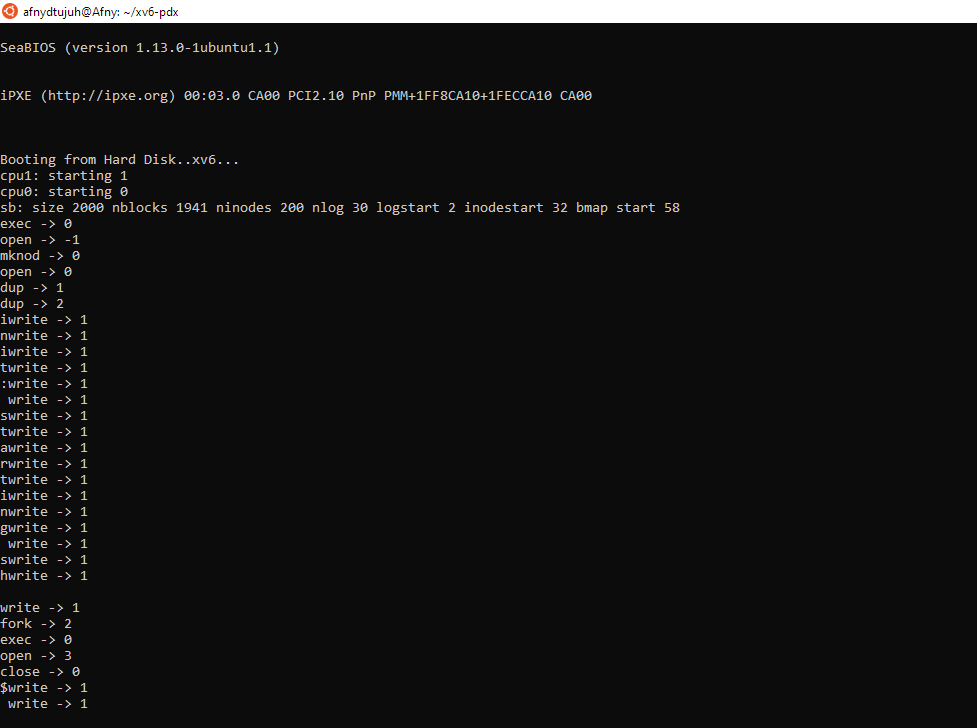 afnydtujuh@Afny: ~/xv6-pdx
SeaBIOS (version 1.13.0-1ubuntu1.1)
iPXE (http://ipxe.org) 00:03.0 CA00 PCI2.10 PnP PMM+1FF8CA10+1FECCA10 CA00
Booting from Hard Disk..xv6...
cpu1: starting 1
cpu0: starting 0
sb: size 2000 nblocks 1941 ninodes 200 nlog 30 logstart 2 inodestart 32 bmap start 58
exec -> 0
open -> -1
mknod -> 0
open -> 0
dup -> 1
dup -> 2
iwrite -> 1
nwrite -> 1
iwrite -> 1
twrite -> 1
:write -> 1
 write -> 1
swrite -> 1
twrite -> 1
awrite -> 1
rwrite -> 1
twrite -> 1
iwrite -> 1
nwrite -> 1
gwrite -> 1
 write -> 1
swrite -> 1
hwrite -> 1
write -> 1
fork -> 2
exec -> 0
open -> 3
close -> 0
$write -> 1
 write -> 1